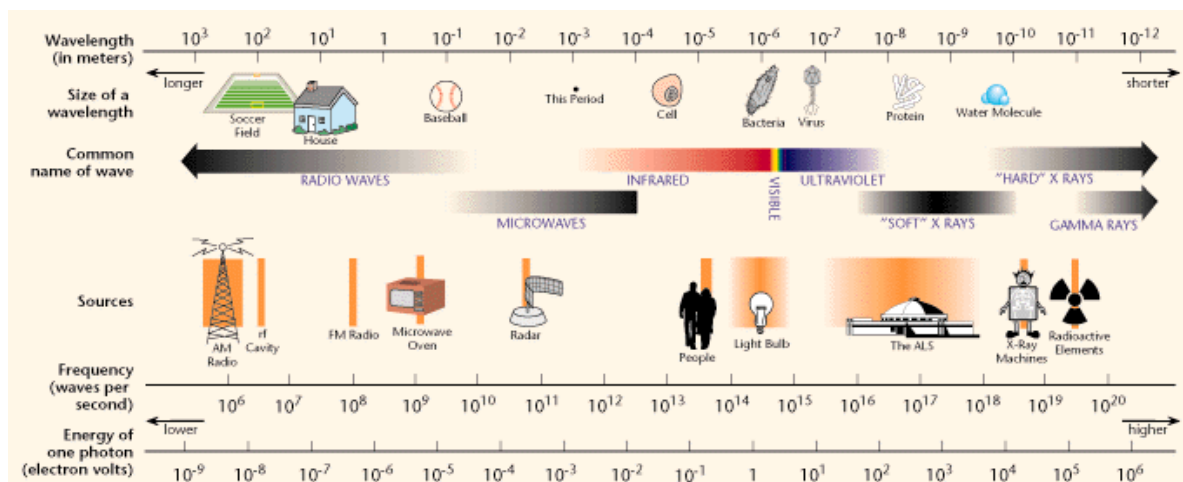 Wavelength
(in meters)
10³ 10² 10¹ 1 10⁻¹ 10⁻² 10⁻³ 10⁻⁴ 10⁻⁵ 10⁻⁶ 10⁻⁷ 10⁻⁸ 10⁻⁹ 10⁻¹⁰ 10⁻¹¹ 10⁻¹²
longer
shorter
Size of a
wavelength
Soccer
Field
House
Baseball
This Period
Cell
Bacteria
Virus
Protein
Water Molecule
Common
name of wave
RADIO WAVES
INFRARED
VISIBLE
ULTRAVIOLET
"HARD" X RAYS
MICROWAVES
"SOFT" X RAYS
GAMMA RAYS
Sources
AM
Radio
rf
Cavity
FM Radio
Microwave
Oven
Radar
People
Light Bulb
The ALS
X-Ray
Machines
Radioactive
Elements
Frequency
(waves per
second)
10⁶ 10⁷ 10⁸ 10⁹ 10¹⁰ 10¹¹ 10¹² 10¹³ 10¹⁴ 10¹⁵ 10¹⁶ 10¹⁷ 10¹⁸ 10¹⁹ 10²⁰
lower
higher
Energy of
one photon
(electron volts)
10⁻⁹ 10⁻⁸ 10⁻⁷ 10⁻⁶ 10⁻⁵ 10⁻⁴ 10⁻³ 10⁻² 10⁻¹ 1 10¹ 10² 10³ 10⁴ 10⁵ 10⁶